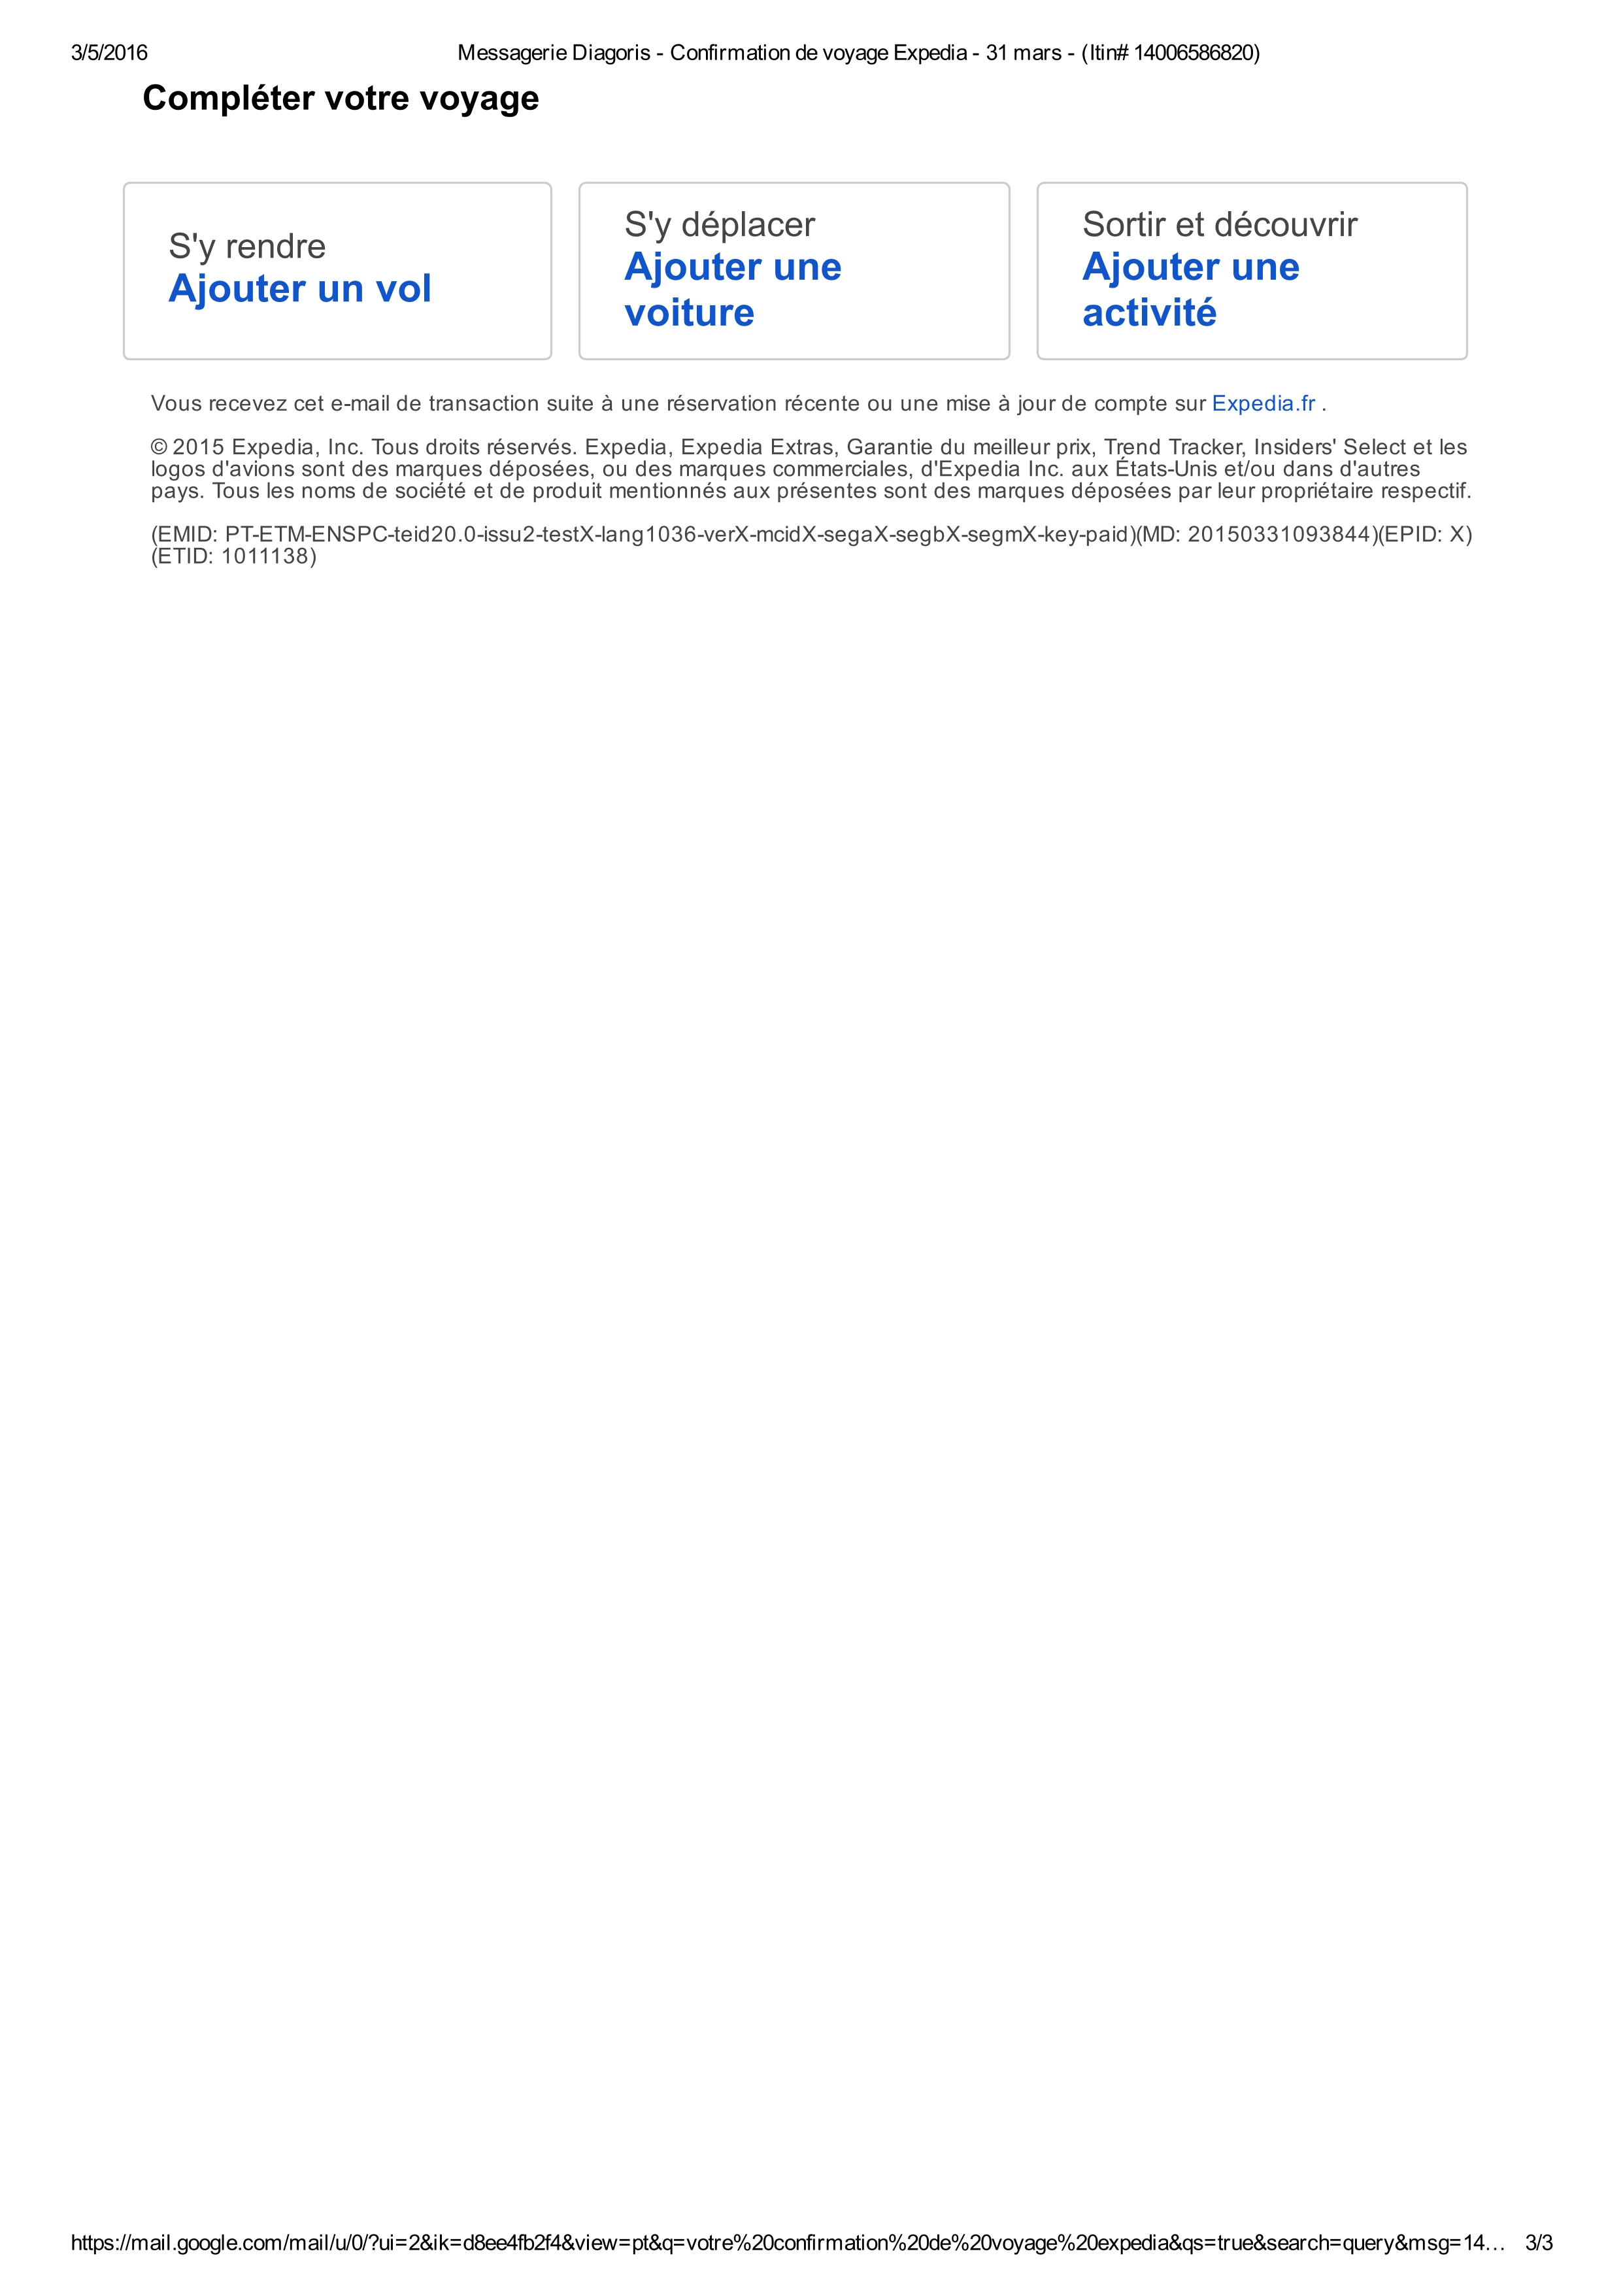 3/5/2016 Messagerie Diagoris - Confirmation de voyage Expedia - 31 mars - (Itin# 14006586820)
Compléter votre voyage
S'y rendre
Ajouter un vol
S'y déplacer
Ajouter une
voiture
Sortir et découvrir
Ajouter une
activité
Vous recevez cet e-mail de transaction suite à une réservation récente ou une mise à jour de compte sur Expedia.fr .
© 2015 Expedia, Inc. Tous droits réservés. Expedia, Expedia Extras, Garantie du meilleur prix, Trend Tracker, Insiders' Select et les
logos d'avions sont des marques déposées, ou des marques commerciales, d'Expedia Inc. aux États-Unis et/ou dans d'autres
pays. Tous les noms de société et de produit mentionnés aux présentes sont des marques déposées par leur propriétaire respectif.
(EMID: PT-ETM-ENSPC-teid20.0-issu2-testX-lang1036-verX-mcidX-segaX-segbX-segmX-key-paid)(MD: 20150331093844)(EPID: X)
(ETID: 1011138)
https://mail.google.com/mail/u/0/?ui=2&ik=d8ee4fb2f4&view=pt&q=votre%20confirmation%20de%20voyage%20expedia&qs=true&search=query&msg=14… 3/3